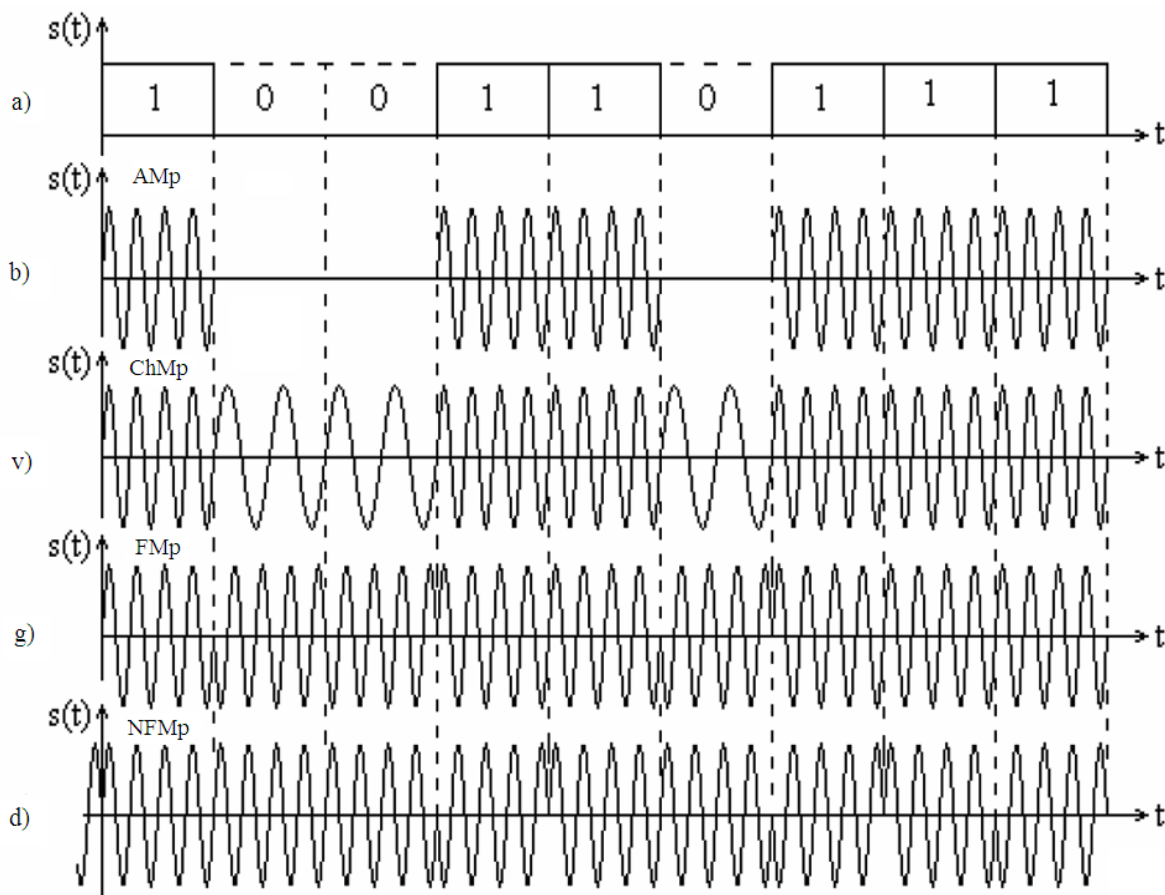 s(t)
a) 1 0 0 1 1 0 1 1 1
t
s(t) AMp
b) t
s(t) ChMp
v) t
s(t) FMp
g) t
s(t) NFMp
d) t